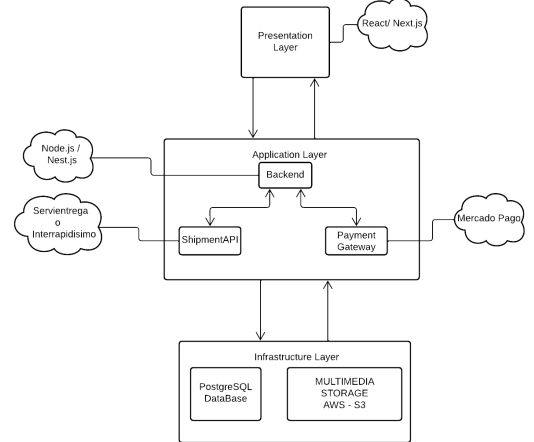 React/ Next.js
Presentation
Layer
Application Layer
Node.js /
Nest.js
Backend
Servientrega
o
Interrapidisimo
ShipmentAPI
Payment
Gateway
Mercado Pago
Infrastructure Layer
PostgreSQL
DataBase
MULTIMEDIA
STORAGE
AWS - S3